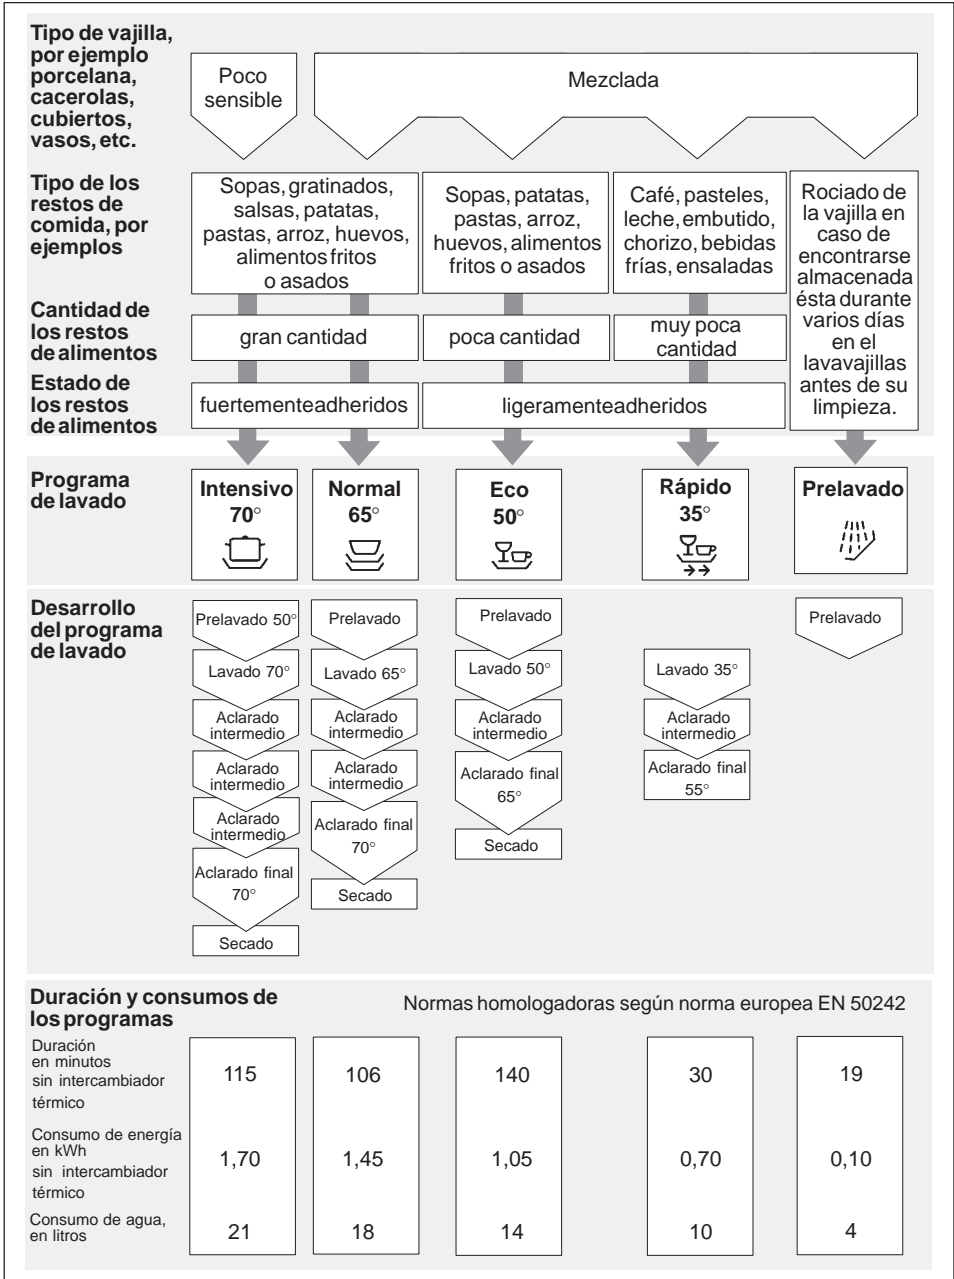 Tipo de vajilla,
por ejemplo
porcelana,
cacerolas,
cubiertos,
vasos, etc.
Poco
sensible
Mezclada
Tipo de los
restos de
comida, por
ejemplos
Sopas, gratinados,
salsas, patatas,
pastas, arroz, huevos,
alimentos fritos
o asados
Sopas, patatas,
pastas, arroz,
huevos, alimentos
fritos o asados
Café, pasteles,
leche, embutido,
chorizo, bebidas
frías, ensaladas
Rociado de
la vajilla en
caso de
encontrarse
almacenada
ésta durante
varios días
en el
lavavajillas
antes de su
limpieza.
Cantidad de
los restos
de alimentos
gran cantidad
poca cantidad
muy poca
cantidad
Estado de
los restos
de alimentos
fuertementeadheridos
ligeramenteadheridos
Programa
de lavado
Intensivo
70°
Normal
65°
Eco
50°
Rápido
35°
Prelavado
Desarrollo
del programa
de lavado
Prelavado 50°
Lavado 70°
Aclarado
intermedio
Aclarado
intermedio
Aclarado
intermedio
Aclarado final
70°
Secado
Prelavado
Lavado 65°
Aclarado
intermedio
Aclarado
intermedio
Aclarado final
70°
Secado
Prelavado
Lavado 50°
Aclarado
intermedio
Aclarado final
65°
Secado
Lavado 35°
Aclarado
intermedio
Aclarado final
55°
Prelavado
Duración y consumos de
los programas
Normas homologadoras según norma europea EN 50242
Duración
en minutos
sin intercambiador
térmico
115 106 140 30 19
Consumo de energía
en kWh
sin intercambiador
térmico
1,70 1,45 1,05 0,70 0,10
Consumo de agua,
en litros
21 18 14 10 4